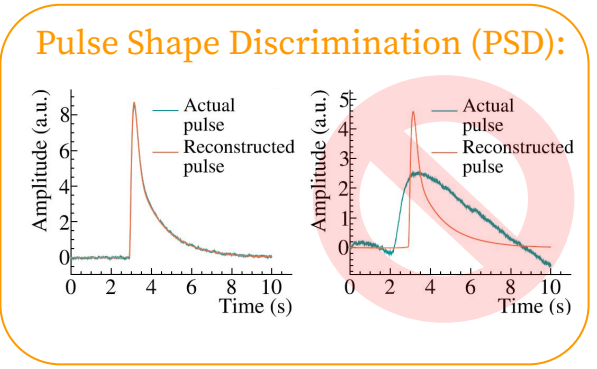 Pulse Shape Discrimination (PSD):
Amplitude (a.u.)
8
6
4
2
0
Actual
pulse
Reconstructed
pulse
0 2 4 6 8 10
Time (s)
Amplitude (a.u.)
5
4
3
2
1
0
Actual
pulse
Reconstructed
pulse
0 2 4 6 8 10
Time (s)